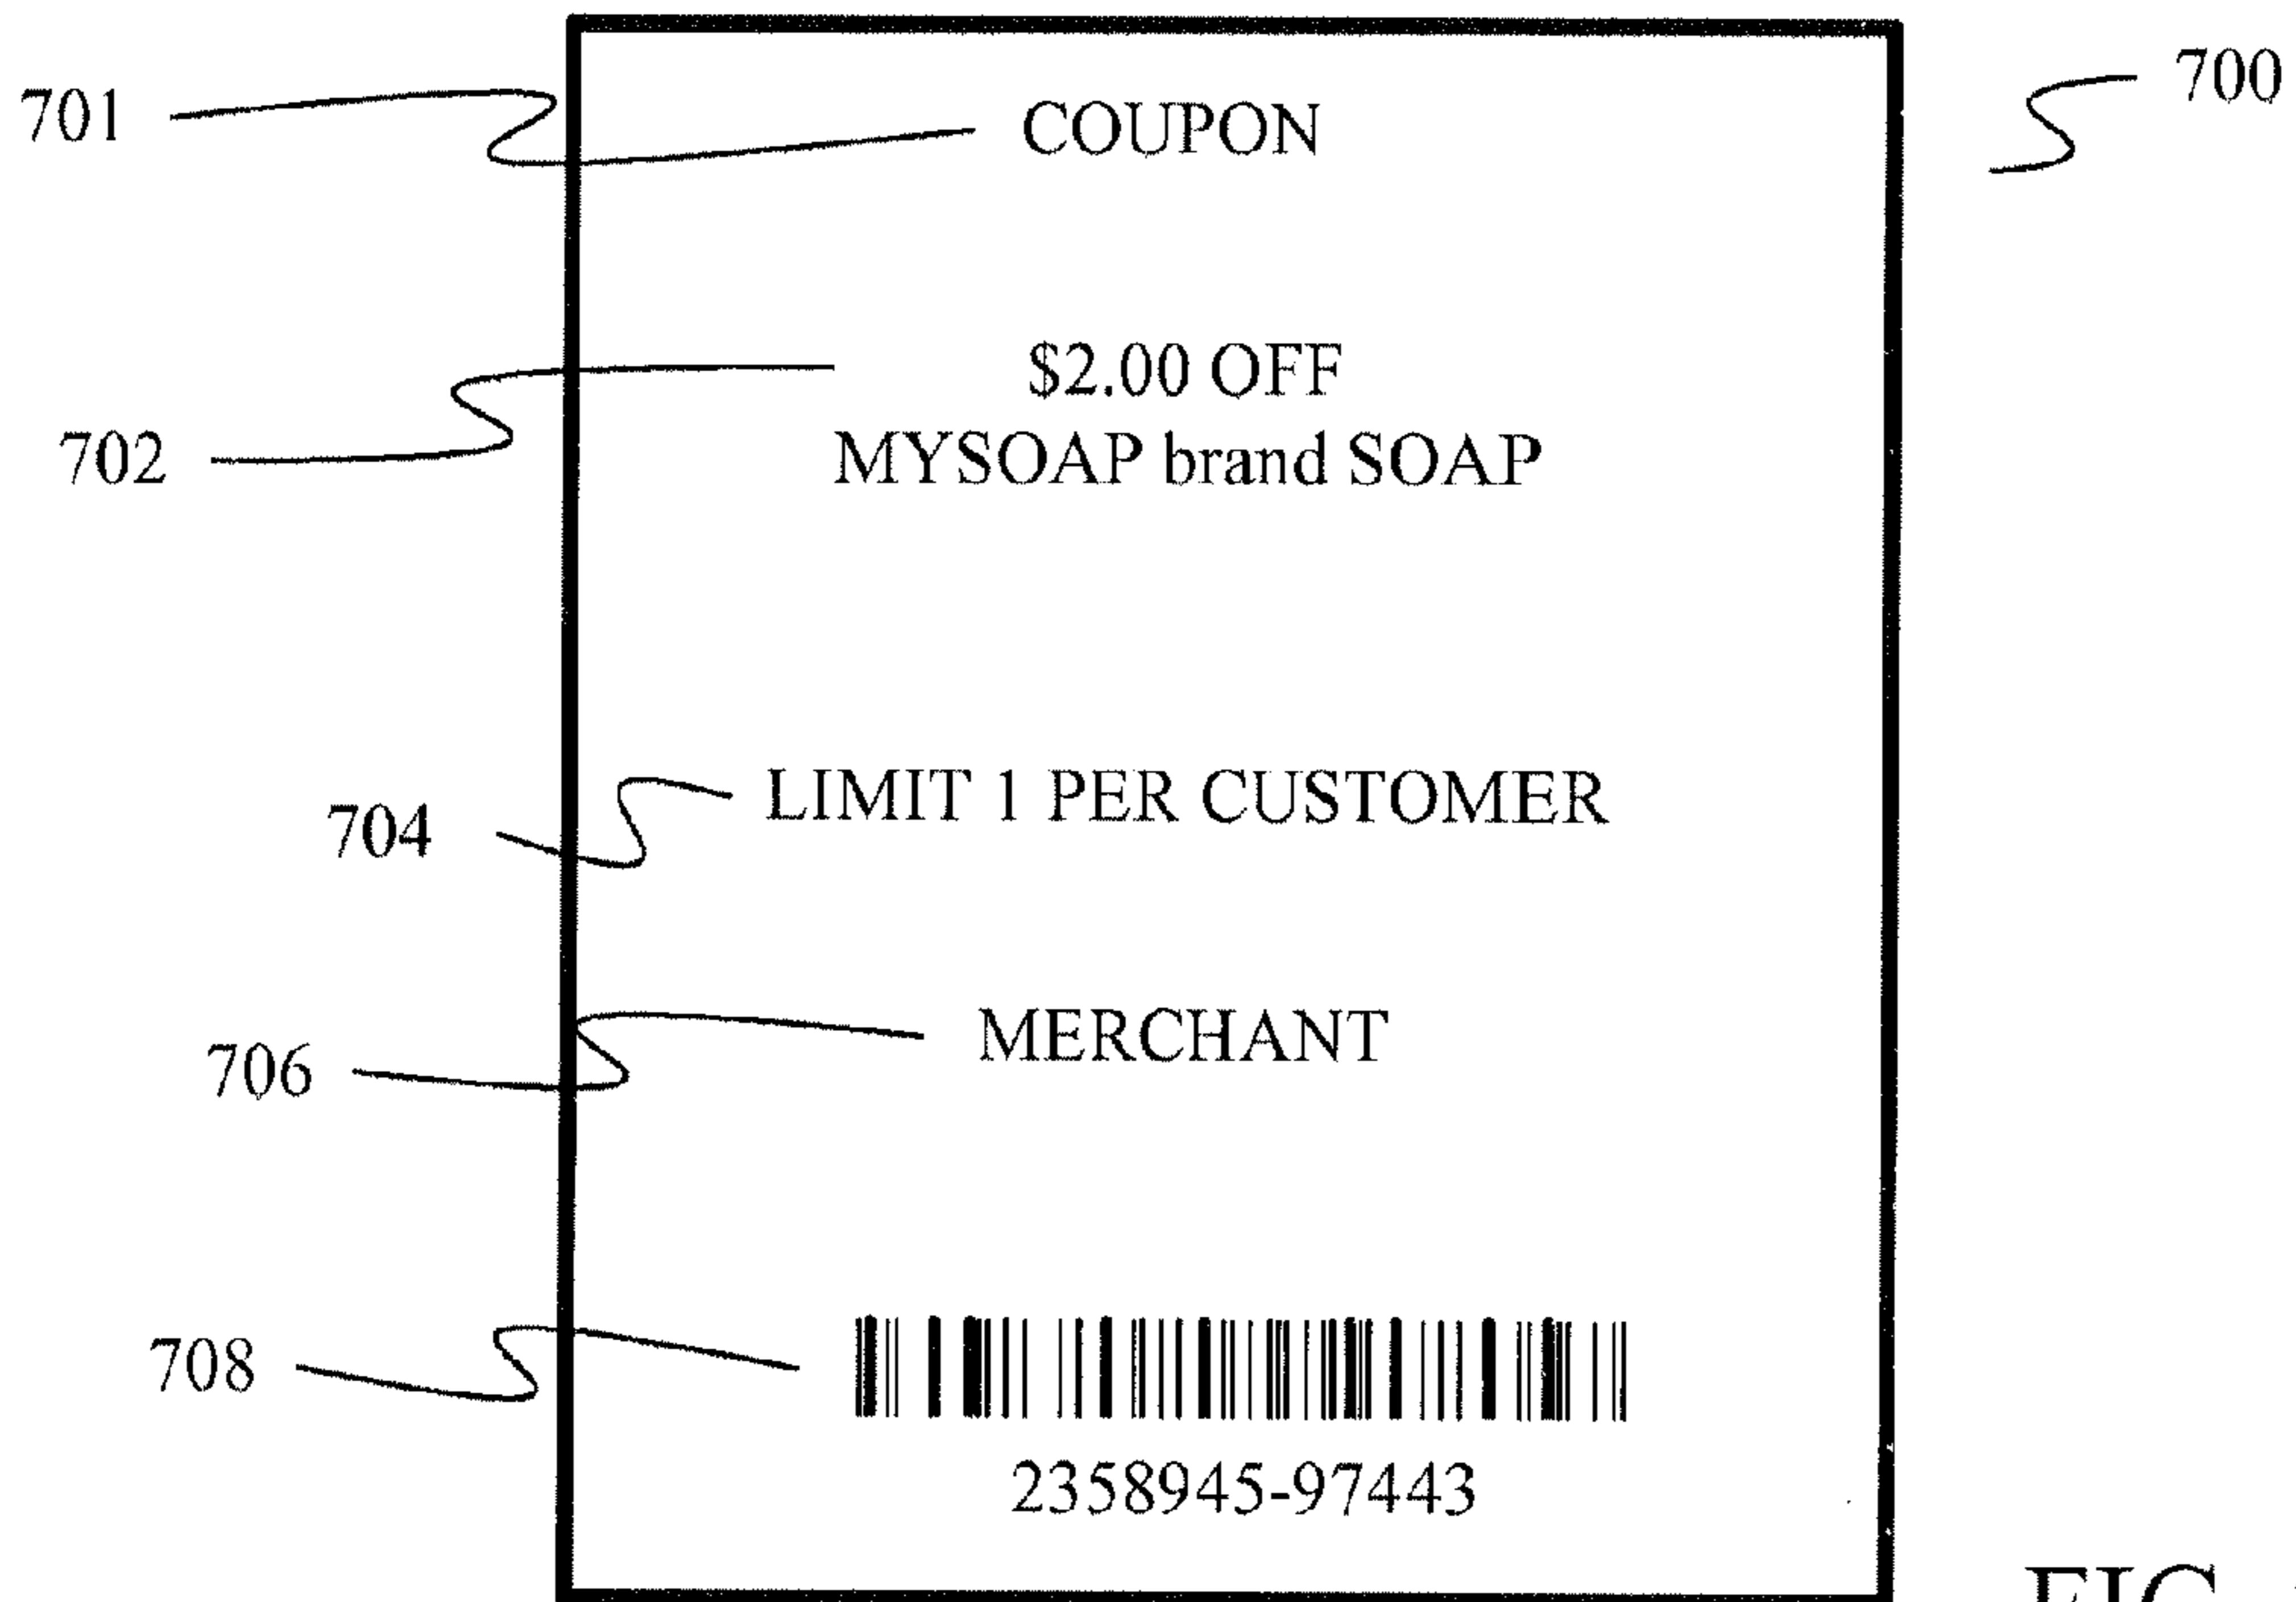 700
701 COUPON
$2.00 OFF
702 MYSOAP brand SOAP
704 LIMIT 1 PER CUSTOMER
706 MERCHANT
708
2358945-97443
FIG.